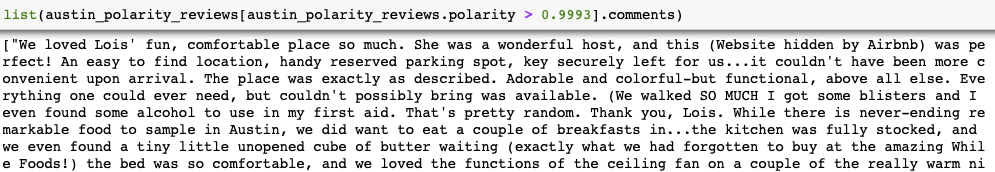 list(austin_polarity_reviews[austin_polarity_reviews.polarity > 0.9993].comments)
["We loved Lois' fun, comfortable place so much. She was a wonderful host, and this (Website hidden by Airbnb) was pe
rfect! An easy to find location, handy reserved parking spot, key securely left for us...it couldn't have been more c
onvenient upon arrival. The place was exactly as described. Adorable and colorful-but functional, above all else. Eve
rything one could ever need, but couldn't possibly bring was available. (We walked SO MUCH I got some blisters and I
even found some alcohol to use in my first aid. That's pretty random. Thank you, Lois. While there is never-ending re
markable food to sample in Austin, we did want to eat a couple of breakfasts in...the kitchen was fully stocked, and
we even found a tiny little unopened cube of butter waiting (exactly what we had forgotten to buy at the amazing Whil
e Foods!) the bed was so comfortable, and we loved the functions of the ceiling fan on a couple of the really warm ni